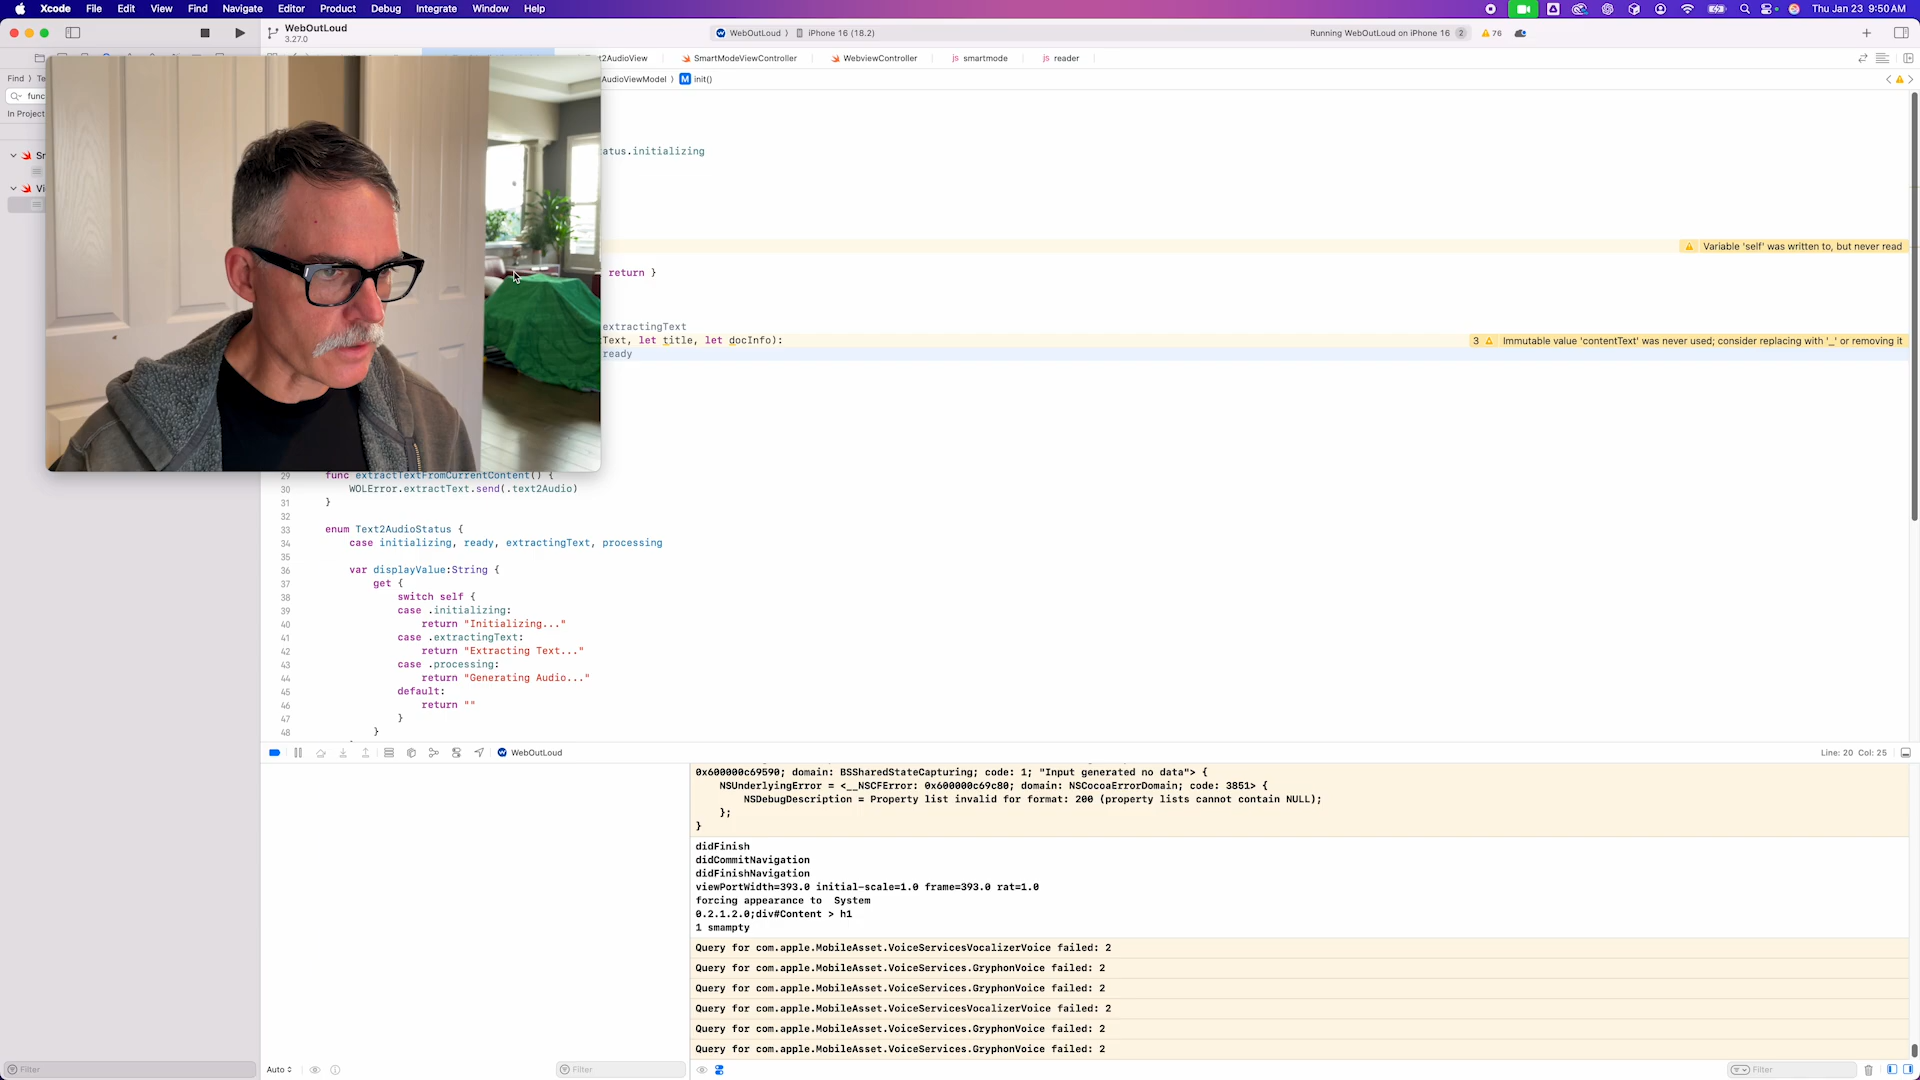 Xcode File Edit View Find Navigate Editor Product Debug Integrate Window Help
Thu Jan 23 9:50 AM
WebOutLoud
3.27.0
WebOutLoud iPhone 16 (18.2)
Running WebOutLoud on iPhone 16 2 76
t2AudioView SmartModeViewController WebviewController smartmode reader
Find Te
AudioViewModel init()
func
In Project
Sr
Vi
atus.initializing
Variable 'self' was written to, but never read
return }
extractingText
Text, let title, let docInfo):
3 Immutable value 'contentText' was never used; consider replacing with '_' or removing it
ready
29 func extractTextFromCurrentContent() {
30 WOLError.extractText.send(.text2Audio)
31 }
32
33 enum Text2AudioStatus {
34 case initializing, ready, extractingText, processing
35
36 var displayValue:String {
37 get {
38 switch self {
39 case .initializing:
40 return "Initializing..."
41 case .extractingText:
42 return "Extracting Text..."
43 case .processing:
44 return "Generating Audio..."
45 default:
46 return ""
47 }
48 }
WebOutLoud
Line: 20 Col: 25
0x600000c69590; domain: BSSharedStateCapturing; code: 1; "Input generated no data"> {
NSUnderlyingError = <__NSCFError: 0x600000c69c80; domain: NSCocoaErrorDomain; code: 3851> {
NSDebugDescription = Property list invalid for format: 200 (property lists cannot contain NULL);
};
}
didFinish
didCommitNavigation
didFinishNavigation
viewPortWidth=393.0 initial-scale=1.0 frame=393.0 rat=1.0
forcing appearance to System
0.2.1.2.0;div#Content > h1
1 smampty
Query for com.apple.MobileAsset.VoiceServicesVocalizerVoice failed: 2
Query for com.apple.MobileAsset.VoiceServices.GryphonVoice failed: 2
Query for com.apple.MobileAsset.VoiceServices.GryphonVoice failed: 2
Query for com.apple.MobileAsset.VoiceServicesVocalizerVoice failed: 2
Query for com.apple.MobileAsset.VoiceServices.GryphonVoice failed: 2
Query for com.apple.MobileAsset.VoiceServices.GryphonVoice failed: 2
Filter
Auto
Filter
Filter